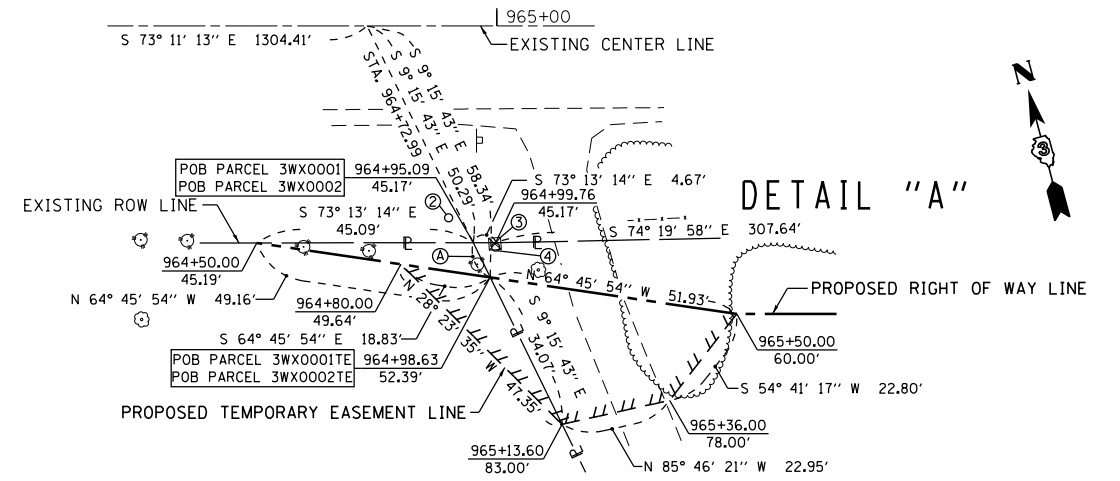 965+00
S 73° 11' 13'' E 1304.41'
EXISTING CENTER LINE
S 9° 15' 43'' E
S 9° 15' 43'' E
STA. 964+72.99
58.34'
50.29'
N
3
DETAIL "A"
POB PARCEL 3WX0001
POB PARCEL 3WX0002
964+95.09
45.17'
S 73° 13' 14'' E 4.67'
964+99.76
45.17'
EXISTING ROW LINE
S 73° 13' 14'' E
45.09'
2
3
P
P
S 74° 19' 58'' E 307.64'
A
4
964+50.00
45.19'
N 64° 45' 54'' W 49.16'
964+80.00
49.64'
N 64° 45' 54'' W 51.93'
PROPOSED RIGHT OF WAY LINE
S 64° 45' 54'' E 18.83'
N 28° 23' 35'' W 47.35'
S 9° 15' 43'' E
34.07'
P
965+50.00
60.00'
POB PARCEL 3WX0001TE
POB PARCEL 3WX0002TE
964+98.63
52.39'
S 54° 41' 17'' W 22.80'
PROPOSED TEMPORARY EASEMENT LINE
965+36.00
78.00'
965+13.60
83.00'
P
N 85° 46' 21'' W 22.95'